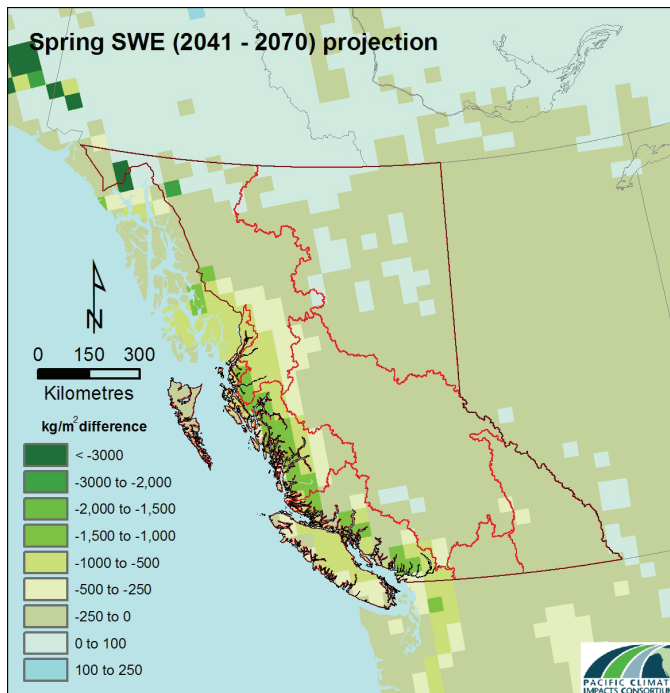 Spring SWE (2041 - 2070) projection
N
0 150 300
Kilometres
kg/m² difference
< -3000
-3000 to -2,000
-2,000 to -1,500
-1,500 to -1,000
-1000 to -500
-500 to -250
-250 to 0
0 to 100
100 to 250
PACIFIC CLIMATE
IMPACTS CONSORTIUM